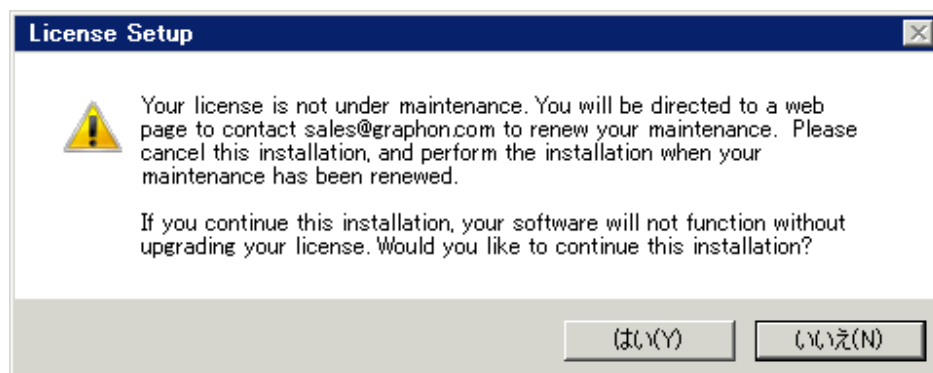 License Setup
Your license is not under maintenance. You will be directed to a web
page to contact sales@graphon.com to renew your maintenance.  Please
cancel this installation, and perform the installation when your
maintenance has been renewed.
If you continue this installation, your software will not function without
upgrading your license. Would you like to continue this installation?
はい(Y)
いいえ(N)